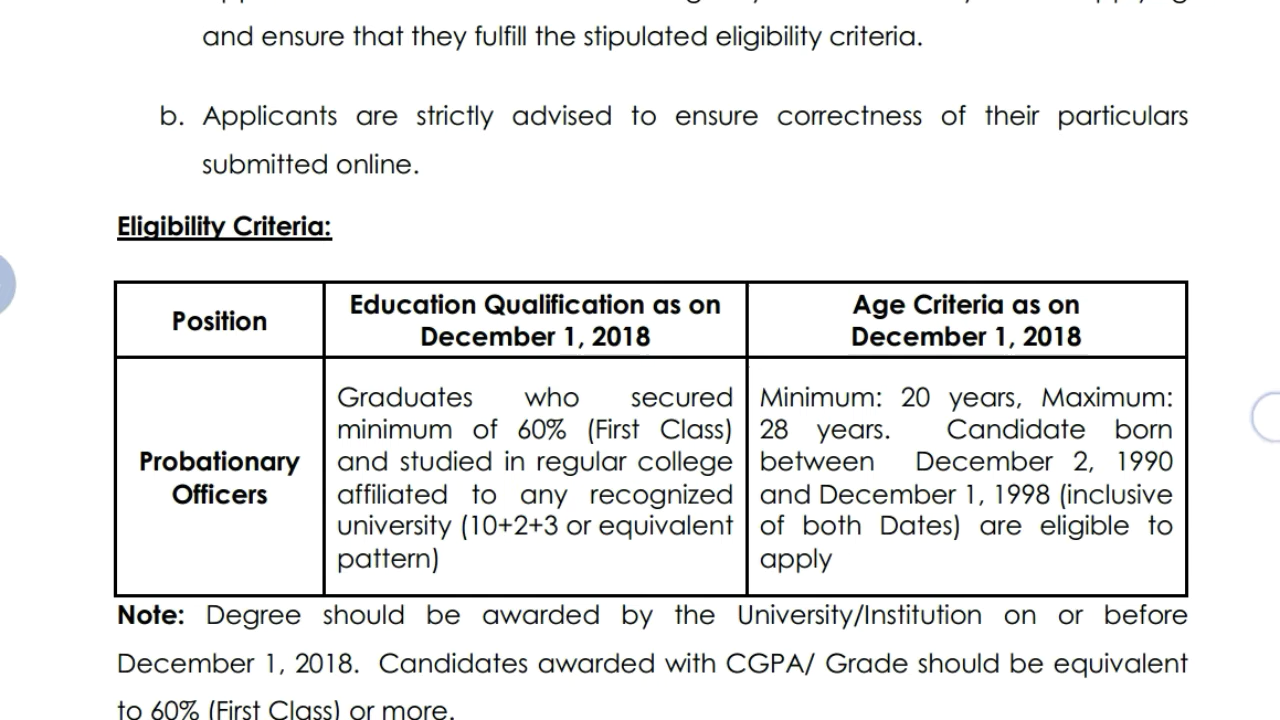 and ensure that they fulfill the stipulated eligibility criteria.
b. Applicants are strictly advised to ensure correctness of their particulars
submitted online.
Eligibility Criteria:
Position
Education Qualification as on
December 1, 2018
Age Criteria as on
December 1, 2018
Probationary
Officers
Graduates who secured
minimum of 60% (First Class)
and studied in regular college
affiliated to any recognized
university (10+2+3 or equivalent
pattern)
Minimum: 20 years, Maximum:
28 years. Candidate born
between December 2, 1990
and December 1, 1998 (inclusive
of both Dates) are eligible to
apply
Note: Degree should be awarded by the University/Institution on or before
December 1, 2018. Candidates awarded with CGPA/ Grade should be equivalent
to 60% (First Class) or more.